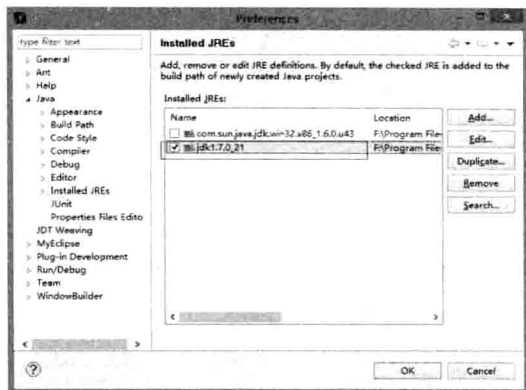 Preferences
type filter text
General
Ant
Help
Java
Appearance
Build Path
Code Style
Compiler
Debug
Editor
Installed JREs
JUnit
Properties Files Edito
JDT Weaving
MyEclipse
Plug-in Development
Run/Debug
Team
WindowBuilder
Installed JREs
Add, remove or edit JRE definitions. By default, the checked JRE is added to the
build path of newly created Java projects.
Installed JREs:
Name Location
com.sun.java.jdk.win32.x86_1.6.0.u43 F:\Program File
jdk1.7.0_21 F:\Program File
Add...
Edit...
Duplicate...
Remove
Search...
OK Cancel